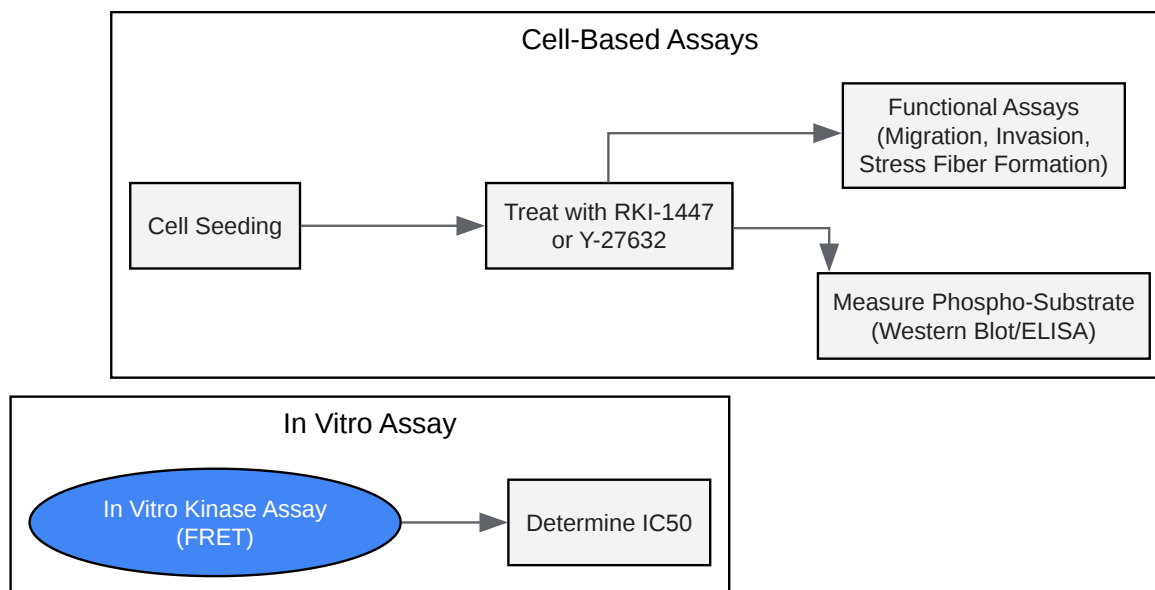 Cell-Based Assays
Functional Assays
(Migration, Invasion,
Stress Fiber Formation)
Cell Seeding
Treat with RKI-1447
or Y-27632
Measure Phospho-Substrate
(Western Blot/ELISA)
In Vitro Assay
In Vitro Kinase Assay
(FRET)
Determine IC50